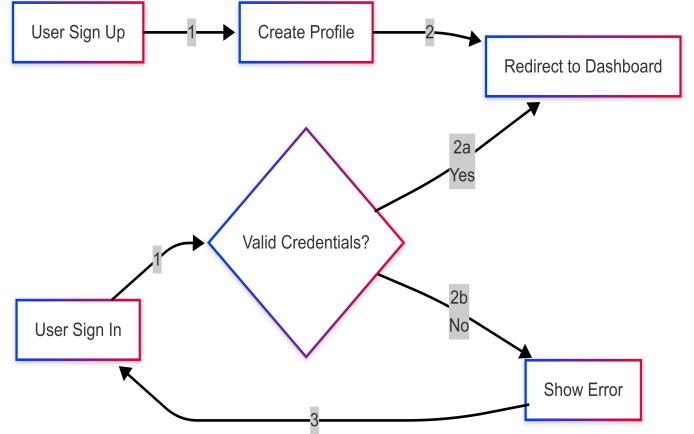 User Sign Up
1
Create Profile
2
Redirect to Dashboard
2a
Yes
Valid Credentials?
1
2b
No
User Sign In
Show Error
3